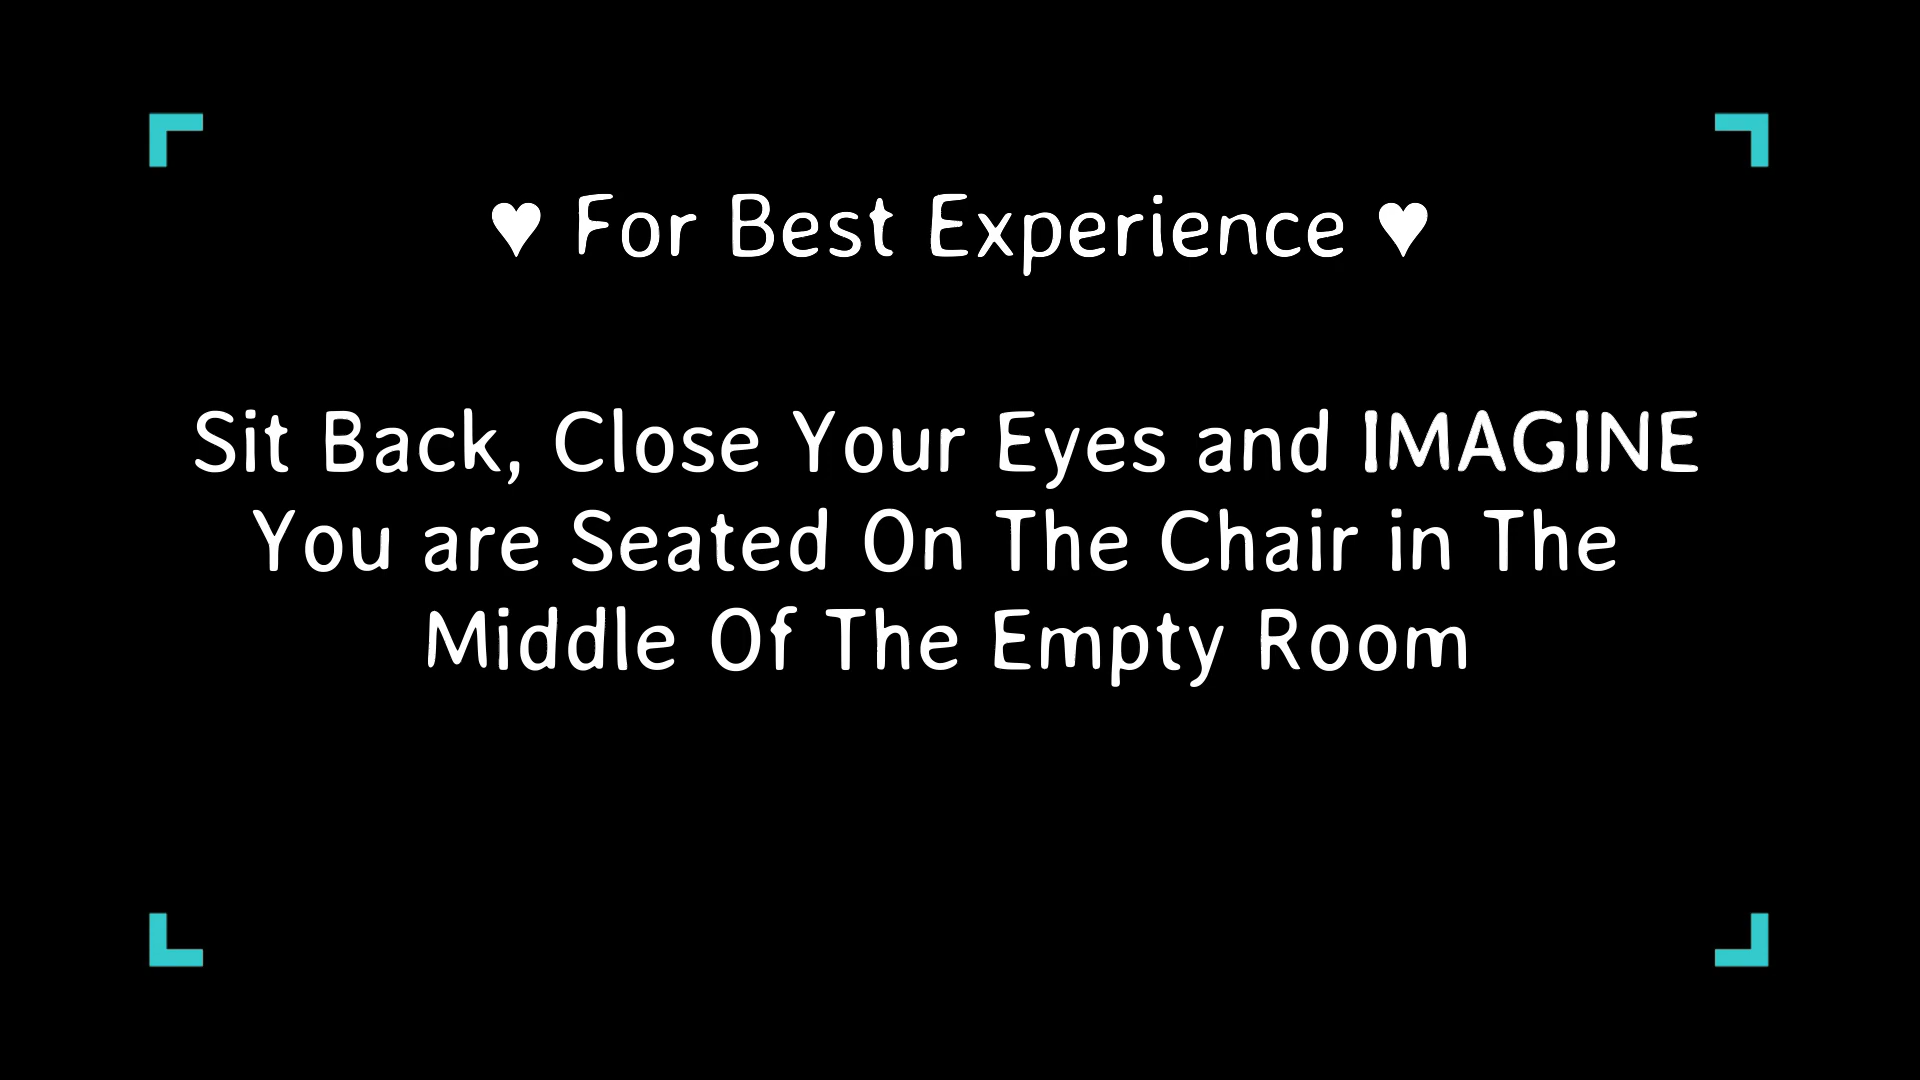 ♥ For Best Experience ♥
Sit Back, Close Your Eyes and IMAGINE
You are Seated On The Chair in The
Middle Of The Empty Room